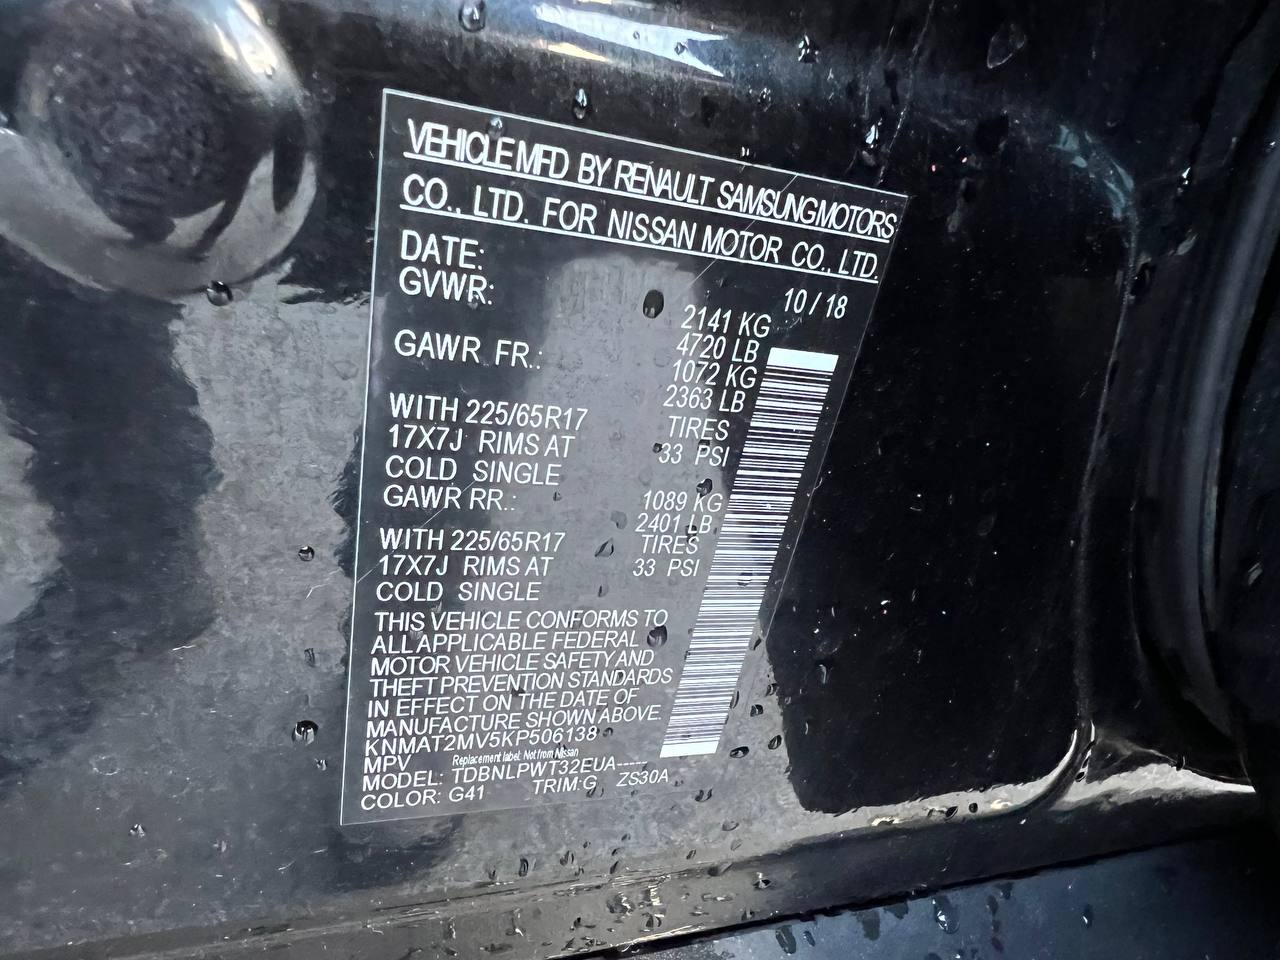 VEHICLE MFD BY RENAULT SAMSUNG MOTORS
CO., LTD. FOR NISSAN MOTOR CO., LTD.
DATE: 10 / 18
GVWR: 2141 KG
4720 LB
GAWR FR.: 1072 KG
2363 LB
WITH 225/65R17 TIRES
17X7J RIMS AT 33 PSI
COLD SINGLE
GAWR RR.: 1089 KG
2401 LB
WITH 225/65R17 TIRES
17X7J RIMS AT 33 PSI
COLD SINGLE
THIS VEHICLE CONFORMS TO
ALL APPLICABLE FEDERAL
MOTOR VEHICLE SAFETY AND
THEFT PREVENTION STANDARDS
IN EFFECT ON THE DATE OF
MANUFACTURE SHOWN ABOVE.
KNMAT2MV5KP506138
MPV Replacement label: Not from Nissan
MODEL: TDBNLPWT32EUA-----
COLOR: G41 TRIM:G ZS30A